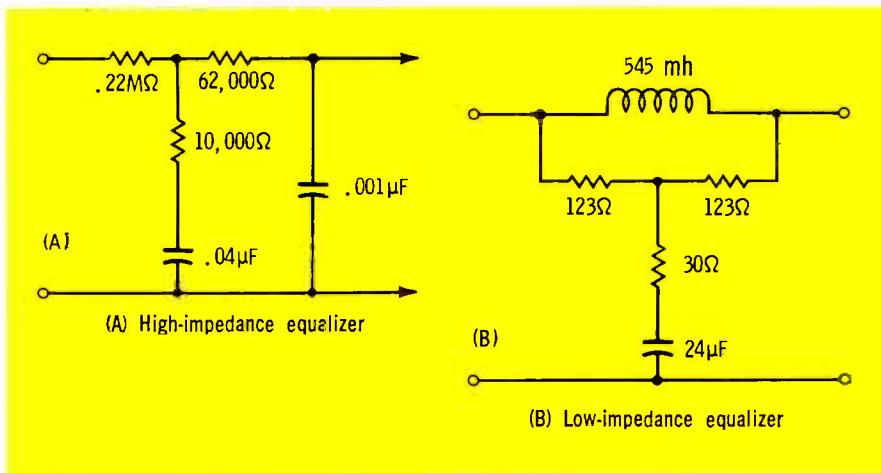 .22MΩ
62,000Ω
10,000Ω
.001µF
(A)
.04µF
(A) High-impedance equalizer
545 mh
123Ω
123Ω
30Ω
(B)
24µF
(B) Low-impedance equalizer